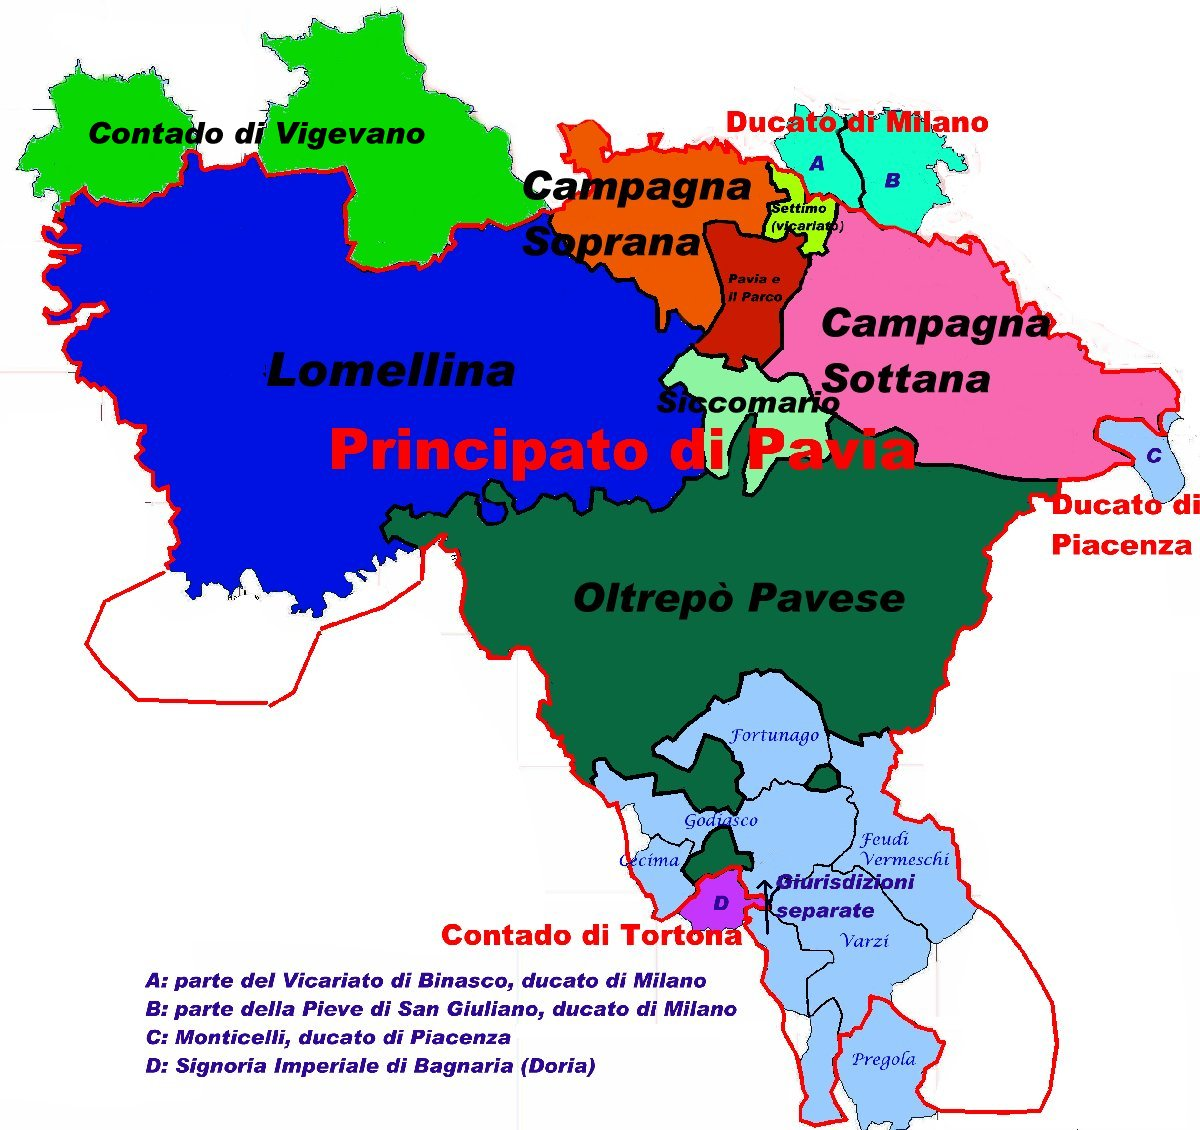 Ducato di Milano
Contado di Vigevano
A
B
Campagna
Soprana
Settimo
(vicariato)
Pavia e
il Parco
Campagna
Sottana
Lomellina
Siccomario
Principato di Pavia
C
Ducato di
Piacenza
Oltrepò Pavese
Fortunago
Godiasco
Cecima
Feudi
Vermeschi
Giurisdizioni
separate
D
Contado di Tortona
Varzi
Pregola
A: parte del Vicariato di Binasco, ducato di Milano
B: parte della Pieve di San Giuliano, ducato di Milano
C: Monticelli, ducato di Piacenza
D: Signoria Imperiale di Bagnaria (Doria)